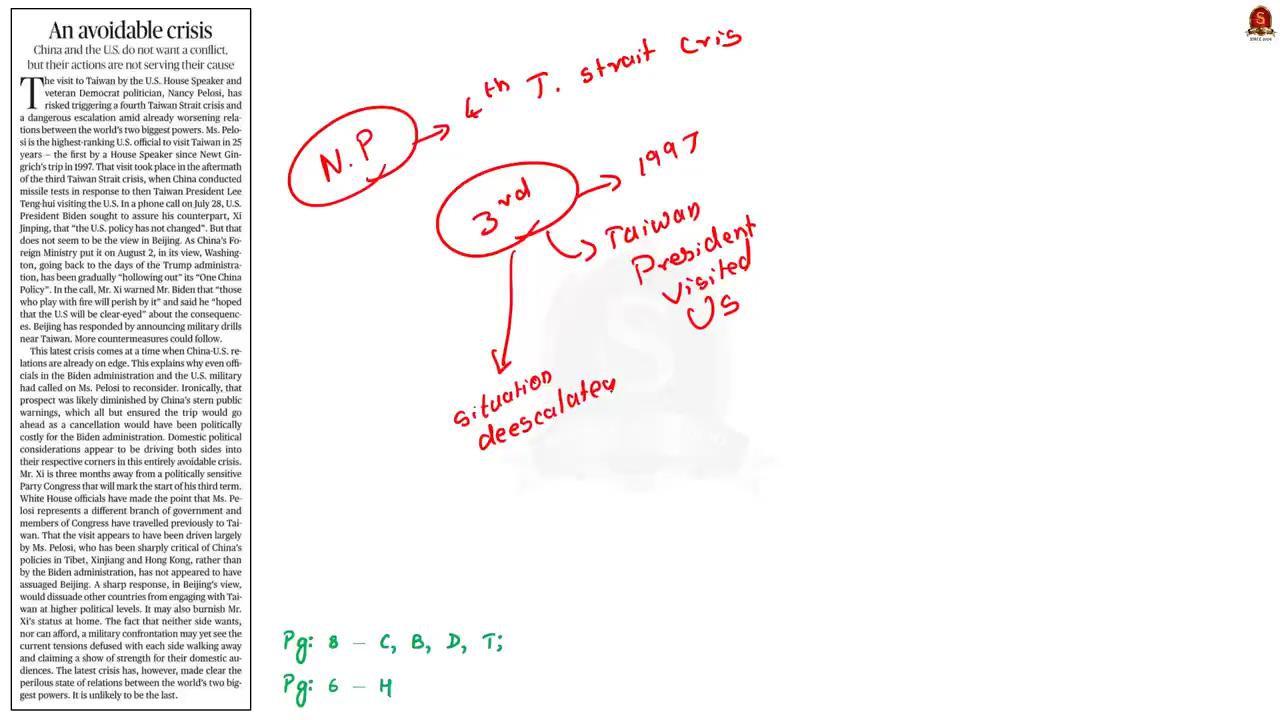 An avoidable crisis
China and the U.S. do not want a conflict,
but their actions are not serving their cause
The visit to Taiwan by the U.S. House Speaker and
veteran Democrat politician, Nancy Pelosi, has
risked triggering a fourth Taiwan Strait crisis and
a dangerous escalation amid already worsening rela-
tions between the world's two biggest powers. Ms. Pelo-
si is the highest-ranking U.S. official to visit Taiwan in 25
years — the first by a House Speaker since Newt Gin-
grich's trip in 1997. That visit took place in the aftermath
of the third Taiwan Strait crisis, when China conducted
missile tests in response to then Taiwan President Lee
Teng-hui visiting the U.S. In a phone call on July 28, U.S.
President Biden sought to assure his counterpart, Xi
Jinping, that "the U.S. policy has not changed". But that
does not seem to be the view in Beijing. As China's Fo-
reign Ministry put it on August 2, in its view, Washing-
ton, going back to the days of the Trump administra-
tion, has been gradually "hollowing out" its "One China
Policy". In the call, Mr. Xi warned Mr. Biden that "those
who play with fire will perish by it" and said he "hoped
that the U.S will be clear-eyed" about the consequenc-
es. Beijing has responded by announcing military drills
near Taiwan. More countermeasures could follow.
This latest crisis comes at a time when China-U.S. re-
lations are already on edge. This explains why even offi-
cials in the Biden administration and the U.S. military
had called on Ms. Pelosi to reconsider. Ironically, that
prospect was likely diminished by China's stern public
warnings, which all but ensured the trip would go
ahead as a cancellation would have been politically
costly for the Biden administration. Domestic political
considerations appear to be driving both sides into
their respective corners in this entirely avoidable crisis.
Mr. Xi is three months away from a politically sensitive
Party Congress that will mark the start of his third term.
White House officials have made the point that Ms. Pe-
losi represents a different branch of government and
members of Congress have travelled previously to Tai-
wan. That the visit appears to have been driven largely
by Ms. Pelosi, who has been sharply critical of China's
policies in Tibet, Xinjiang and Hong Kong, rather than
by the Biden administration, has not appeared to have
assuaged Beijing. A sharp response, in Beijing's view,
would dissuade other countries from engaging with Tai-
wan at higher political levels. It may also burnish Mr.
Xi's status at home. The fact that neither side wants,
nor can afford, a military confrontation may yet see the
current tensions defused with each side walking away
and claiming a show of strength for their domestic au-
diences. The latest crisis has, however, made clear the
perilous state of relations between the world's two big-
gest powers. It is unlikely to be the last.
N.P
4th T. strait cris
3rd
1997
Taiwan
President
visited
US
situation
deescalated
Pg: 8 – C, B, D, T;
Pg: 6 – H
S
SINCE 2004